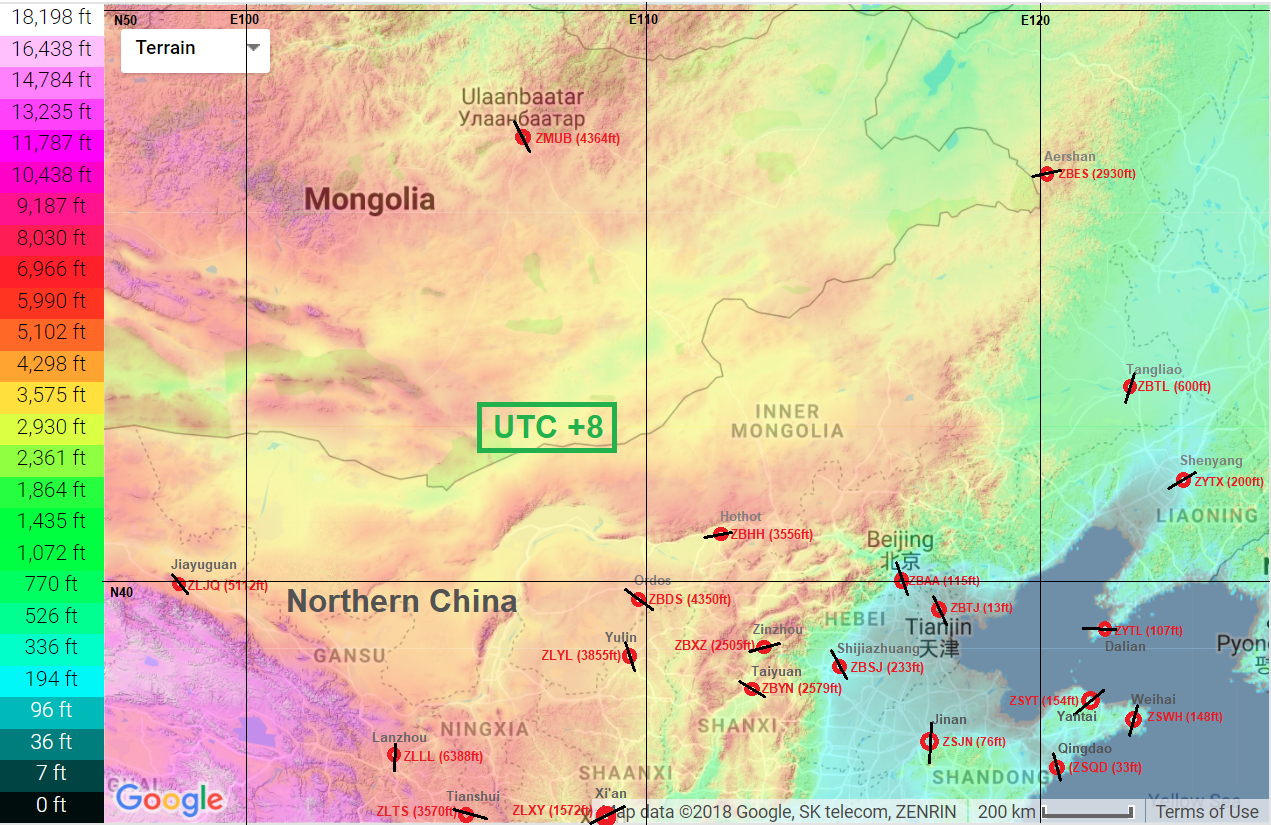 18,198 ft
16,438 ft
14,784 ft
13,235 ft
11,787 ft
10,438 ft
9,187 ft
8,030 ft
6,966 ft
5,990 ft
5,102 ft
4,298 ft
3,575 ft
2,930 ft
2,361 ft
1,864 ft
1,435 ft
1,072 ft
770 ft
526 ft
336 ft
194 ft
96 ft
36 ft
7 ft
0 ft
N50
E100
E110
E120
Terrain
Ulaanbaatar
Улаанбаатар
ZMUB (4364ft)
Aershan
ZBES (2930ft)
Mongolia
Tangliao
ZBTL (600ft)
UTC +8
INNER
MONGOLIA
Shenyang
ZYTX (200ft)
LIAONING
Hothot
ZBHH (3556ft)
Beijing
北京
ZBAA (115ft)
Jiayuguan
ZLJQ (5112ft)
N40
Northern China
Ordos
ZBDS (4350ft)
ZBTJ (13ft)
HEBEI
Tianjin
天津
ZYTL (107ft)
Dalian
Pyon
Yulin
ZLYL (3855ft)
Zinzhou
ZBXZ (2505ft)
Shijiazhuang
ZBSJ (233ft)
GANSU
Taiyuan
ZBYN (2579ft)
ZSYT (154ft)
Yantai
Weihai
ZSWH (148ft)
NINGXIA
SHANXI
Jinan
ZSJN (76ft)
Lanzhou
ZLLL (6388ft)
Qingdao
(ZSQD (33ft)
SHAANXI
SHANDONG
Tianshui
ZLTS (3570ft)
Xi'an
ZLXY (1572ft)
Google
ap data ©2018 Google, SK telecom, ZENRIN
200 km
Terms of Use